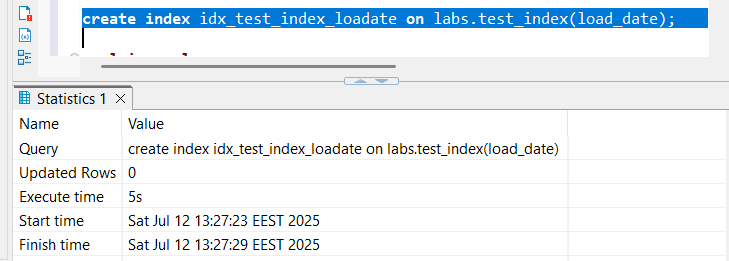 create index idx_test_index_loadate on labs.test_index(load_date);
Statistics 1
Name Value
Query create index idx_test_index_loadate on labs.test_index(load_date)
Updated Rows 0
Execute time 5s
Start time Sat Jul 12 13:27:23 EEST 2025
Finish time Sat Jul 12 13:27:29 EEST 2025